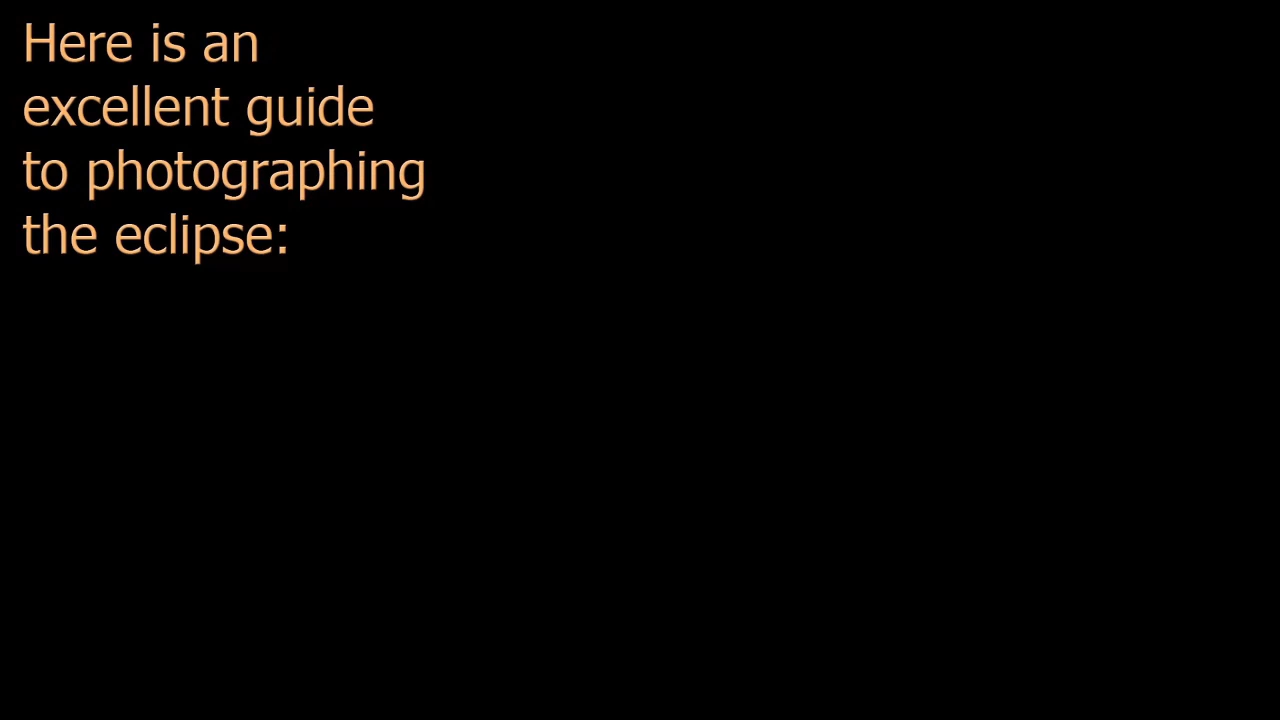 Here is an
excellent guide
to photographing
the eclipse: